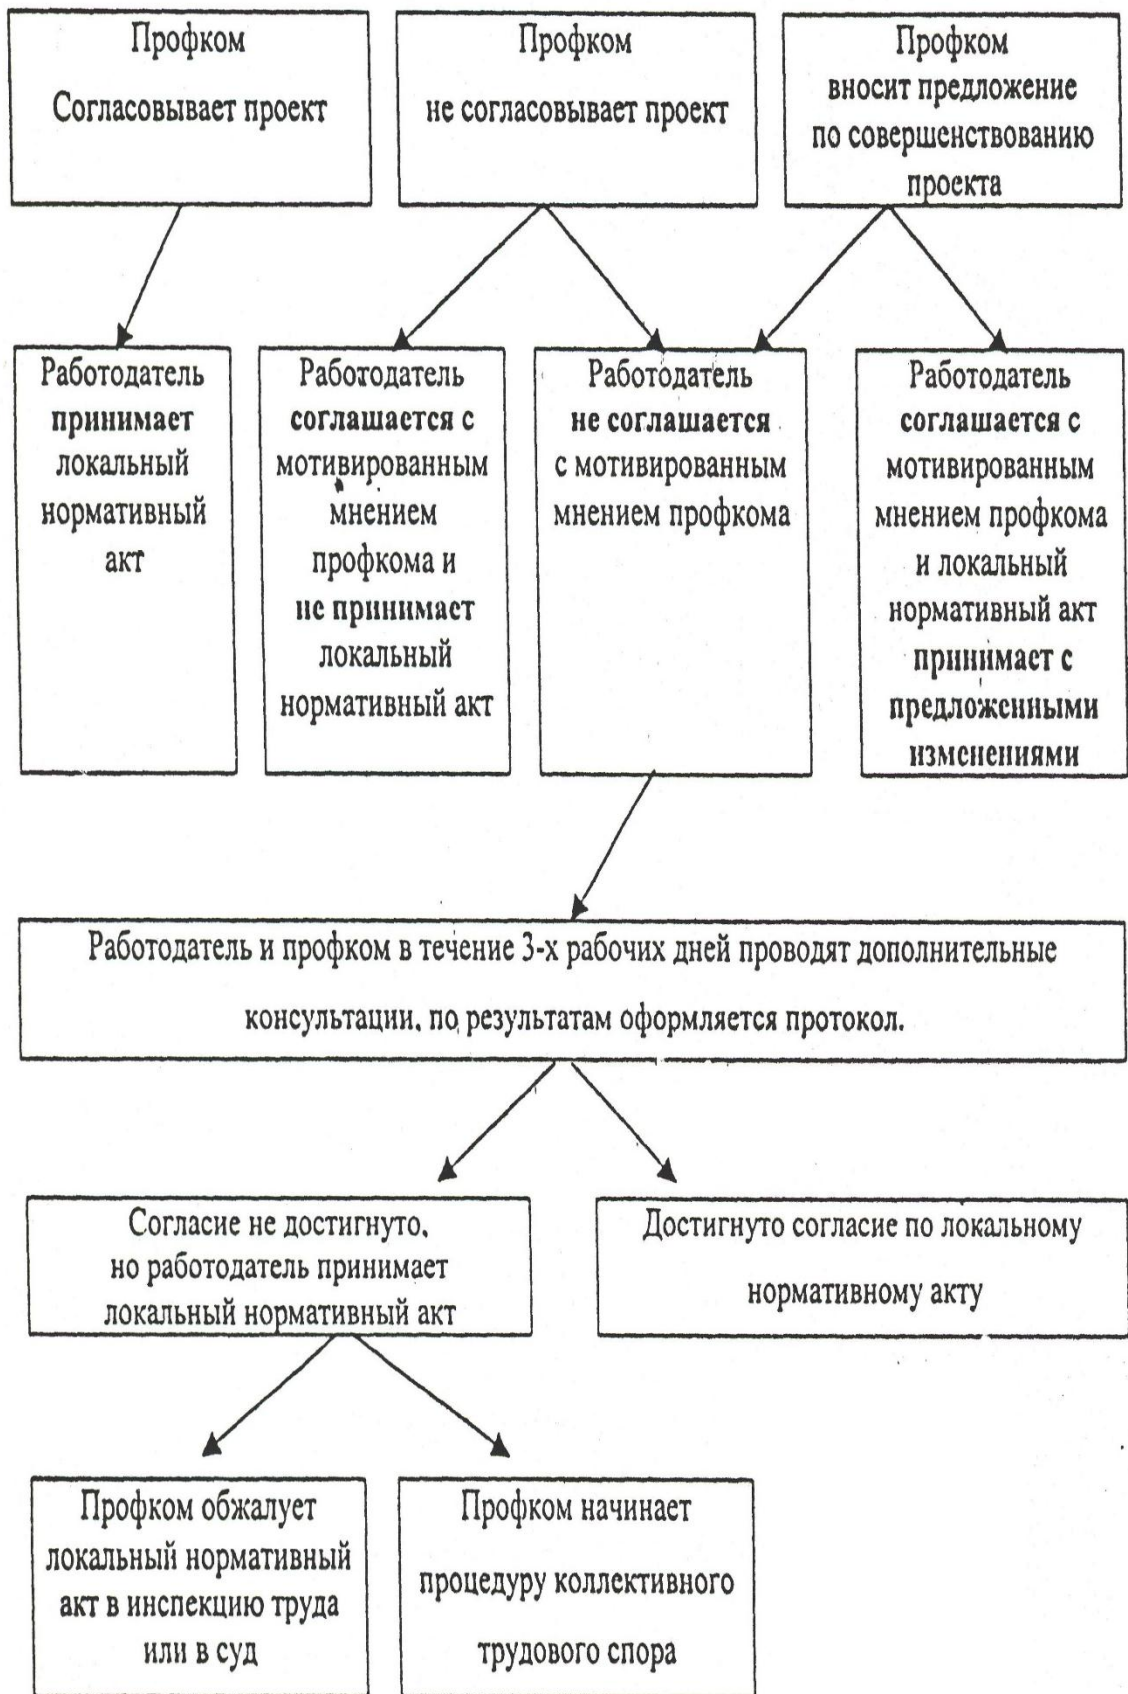 Профком
Согласовывает проект
Профком
не согласовывает проект
Профком
вносит предложение
по совершенствованию
проекта
Работодатель
принимает
локальный
нормативный
акт
Работодатель
соглашается с
мотивированным
мнением
профкома и
не принимает
локальный
нормативный акт
Работодатель
не соглашается
с мотивированным
мнением профкома
Работодатель
соглашается с
мотивированным
мнением профкома
и локальный
нормативный акт
принимает с
предложенными
изменениями
Работодатель и профком в течение 3-х рабочих дней проводят дополнительные
консультации, по результатам оформляется протокол.
Согласие не достигнуто,
но работодатель принимает
локальный нормативный акт
Достигнуто согласие по локальному
нормативному акту
Профком обжалует
локальный нормативный
акт в инспекцию труда
или в суд
Профком начинает
процедуру коллективного
трудового спора